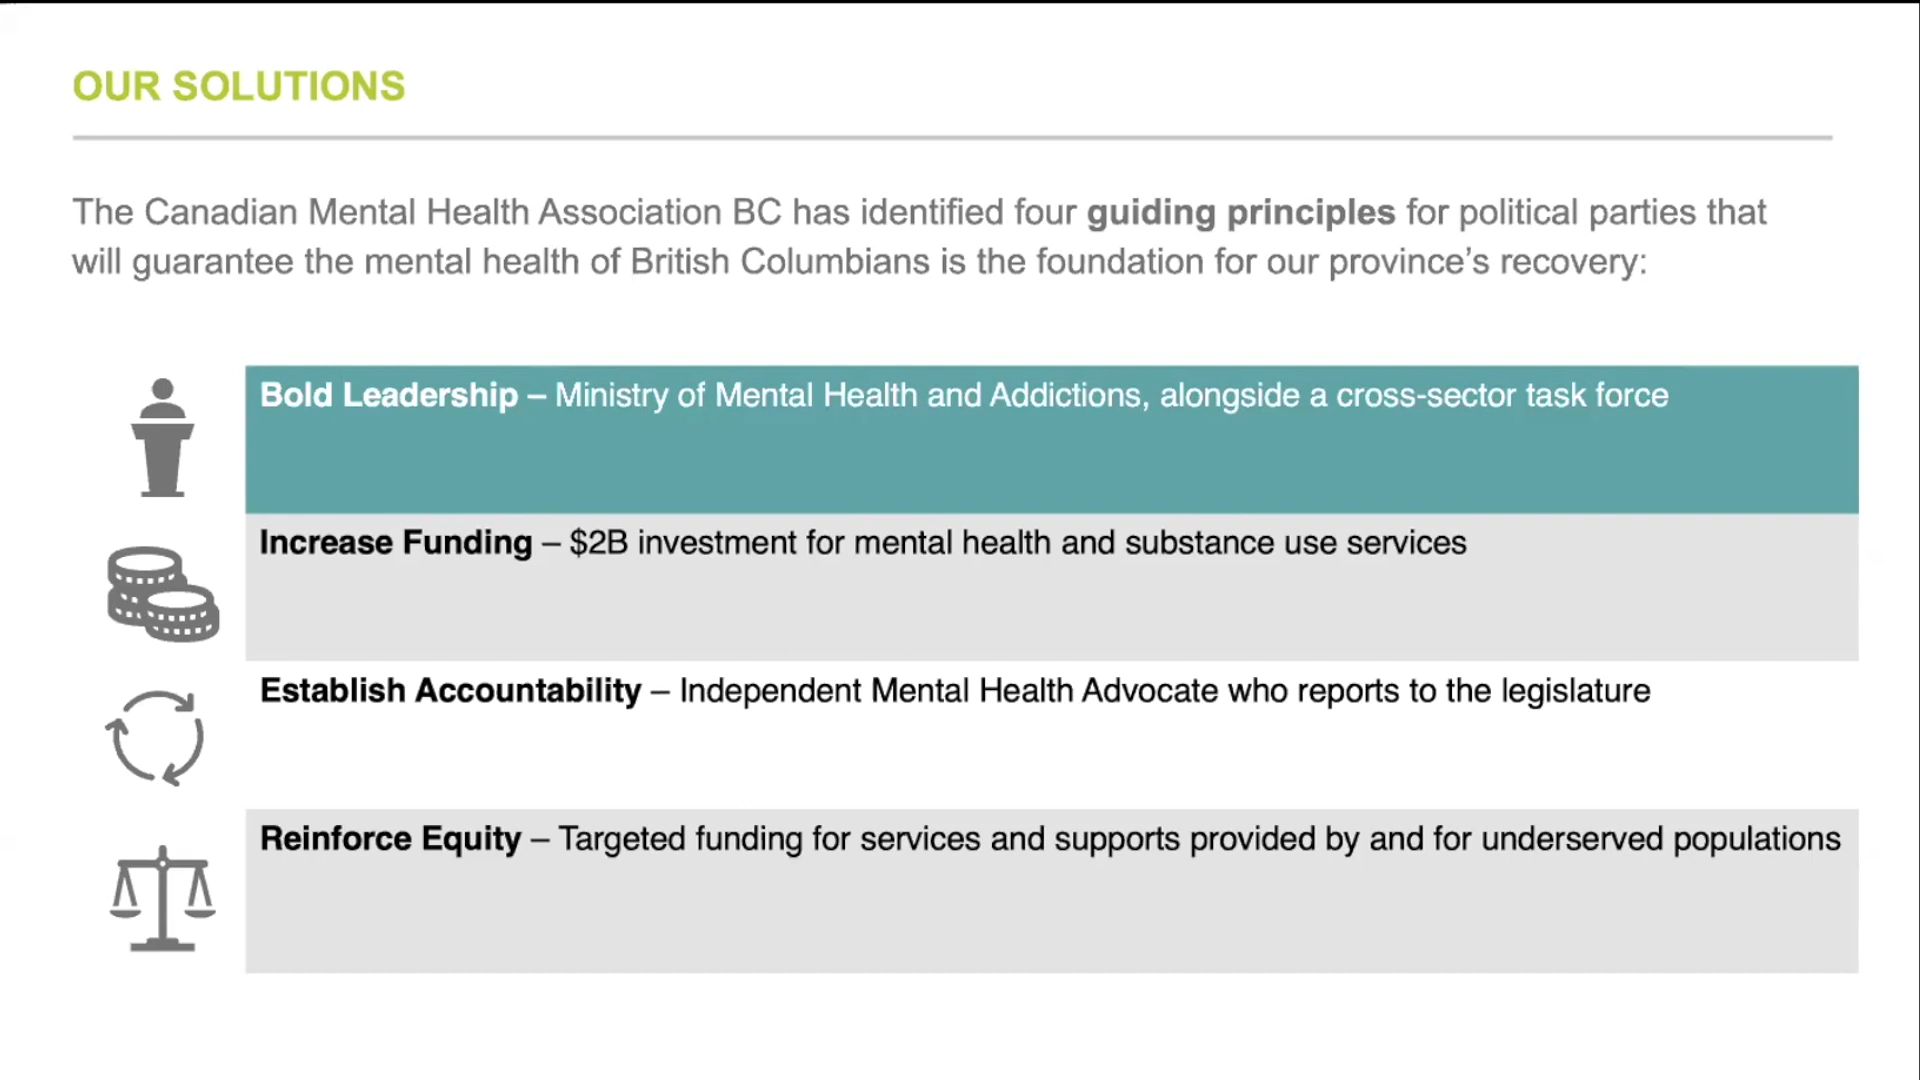 OUR SOLUTIONS
The Canadian Mental Health Association BC has identified four guiding principles for political parties that
will guarantee the mental health of British Columbians is the foundation for our province’s recovery:
Bold Leadership – Ministry of Mental Health and Addictions, alongside a cross-sector task force
Increase Funding – $2B investment for mental health and substance use services
Establish Accountability – Independent Mental Health Advocate who reports to the legislature
Reinforce Equity – Targeted funding for services and supports provided by and for underserved populations